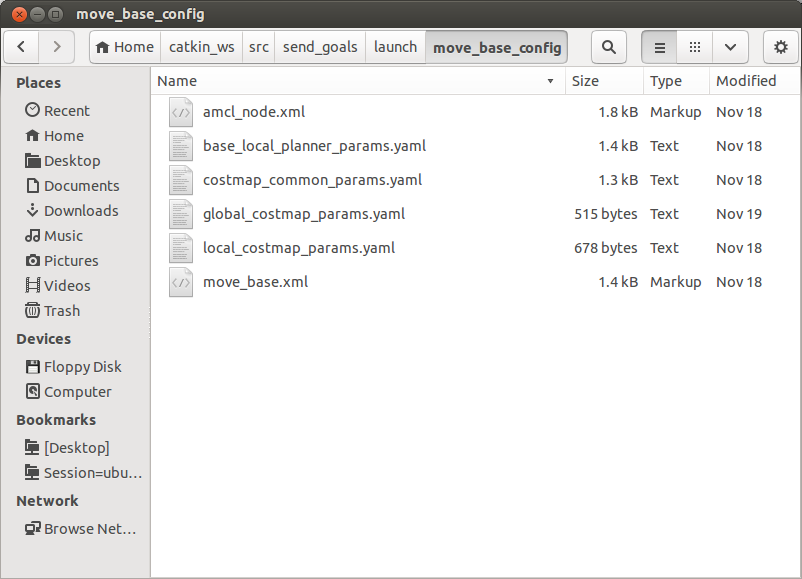 move_base_config
Home catkin_ws src send_goals launch move_base_config
Places
Recent
Home
Desktop
Documents
Downloads
Music
Pictures
Videos
Trash
Devices
Floppy Disk
Computer
Bookmarks
[Desktop]
Session=ubu...
Network
Browse Net...
Name Size Type Modified
amcl_node.xml 1.8 kB Markup Nov 18
base_local_planner_params.yaml 1.4 kB Text Nov 18
costmap_common_params.yaml 1.3 kB Text Nov 18
global_costmap_params.yaml 515 bytes Text Nov 19
local_costmap_params.yaml 678 bytes Text Nov 18
move_base.xml 1.4 kB Markup Nov 18